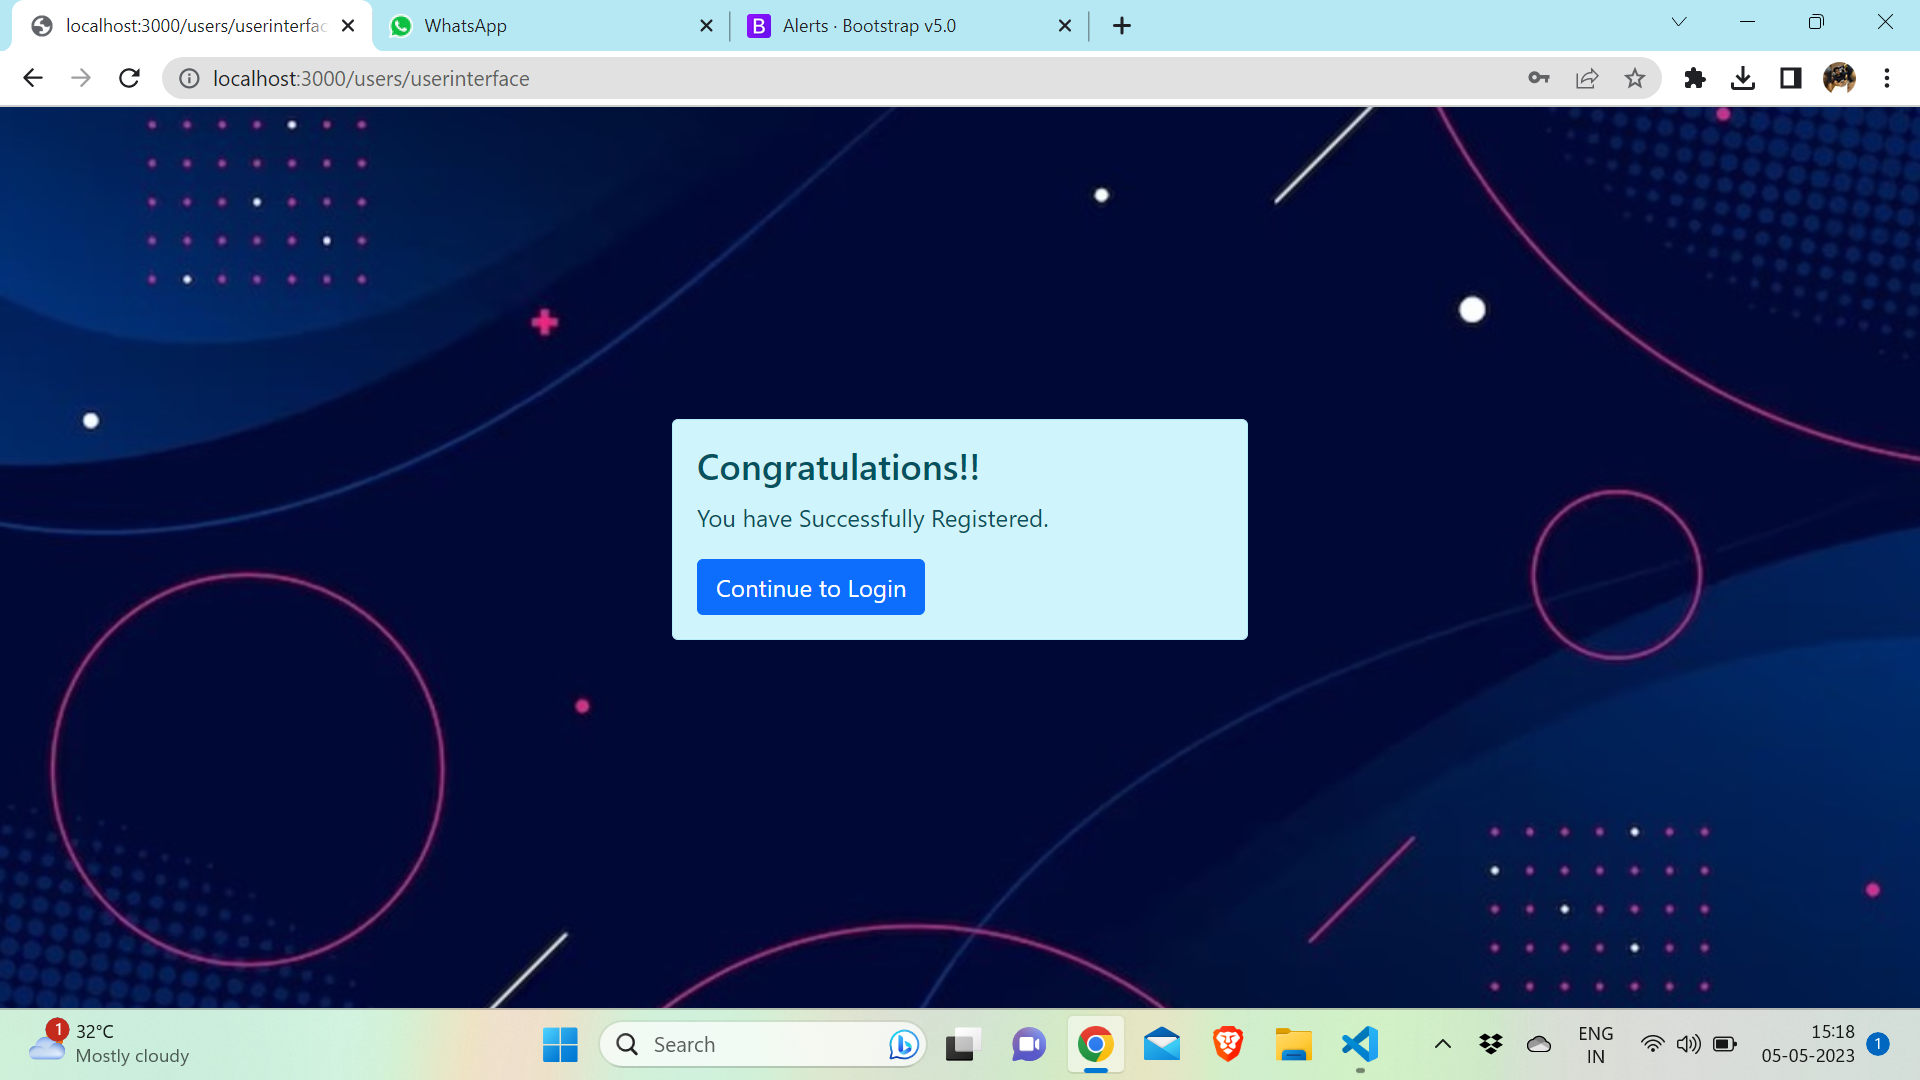 localhost:3000/users/userinterfac
WhatsApp
B Alerts · Bootstrap v5.0
localhost:3000/users/userinterface
Congratulations!!
You have Successfully Registered.
Continue to Login
1
32°C
Mostly cloudy
Search
ENG
IN
15:18
05-05-2023
1